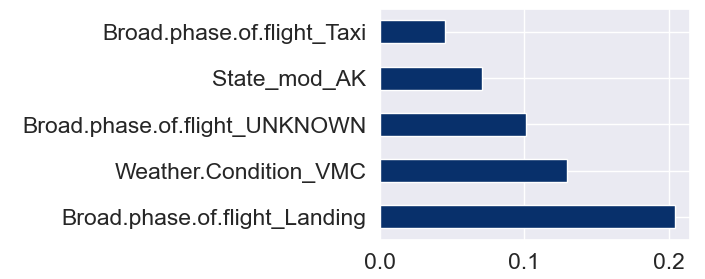 Broad.phase.of.flight_Taxi
State_mod_AK
Broad.phase.of.flight_UNKNOWN
Weather.Condition_VMC
Broad.phase.of.flight_Landing
0.0 0.1 0.2